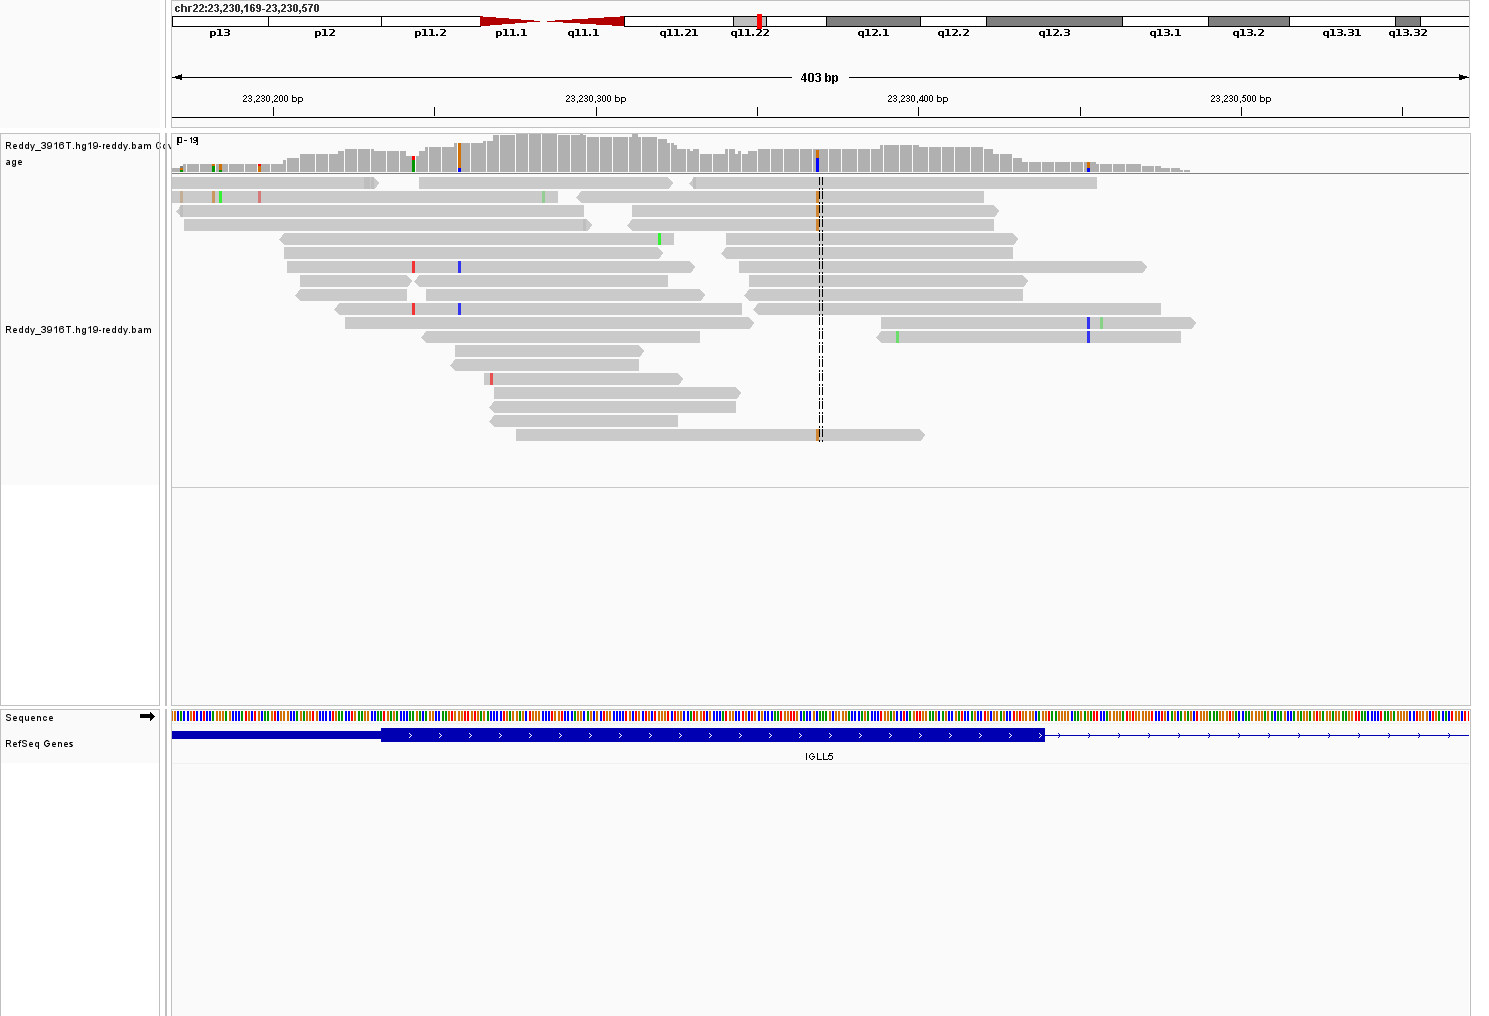 chr22:23,230,169-23,230,570
p13 p12 p11.2 p11.1 q11.1 q11.21 q11.22 q12.1 q12.2 q12.3 q13.1 q13.2 q13.31 q13.32
403 bp
23,230,200 bp 23,230,300 bp 23,230,400 bp 23,230,500 bp
Reddy_3916T.hg19-reddy.bam Cov
age
[0 - 19]
Reddy_3916T.hg19-reddy.bam
Sequence
RefSeq Genes
IGLL5